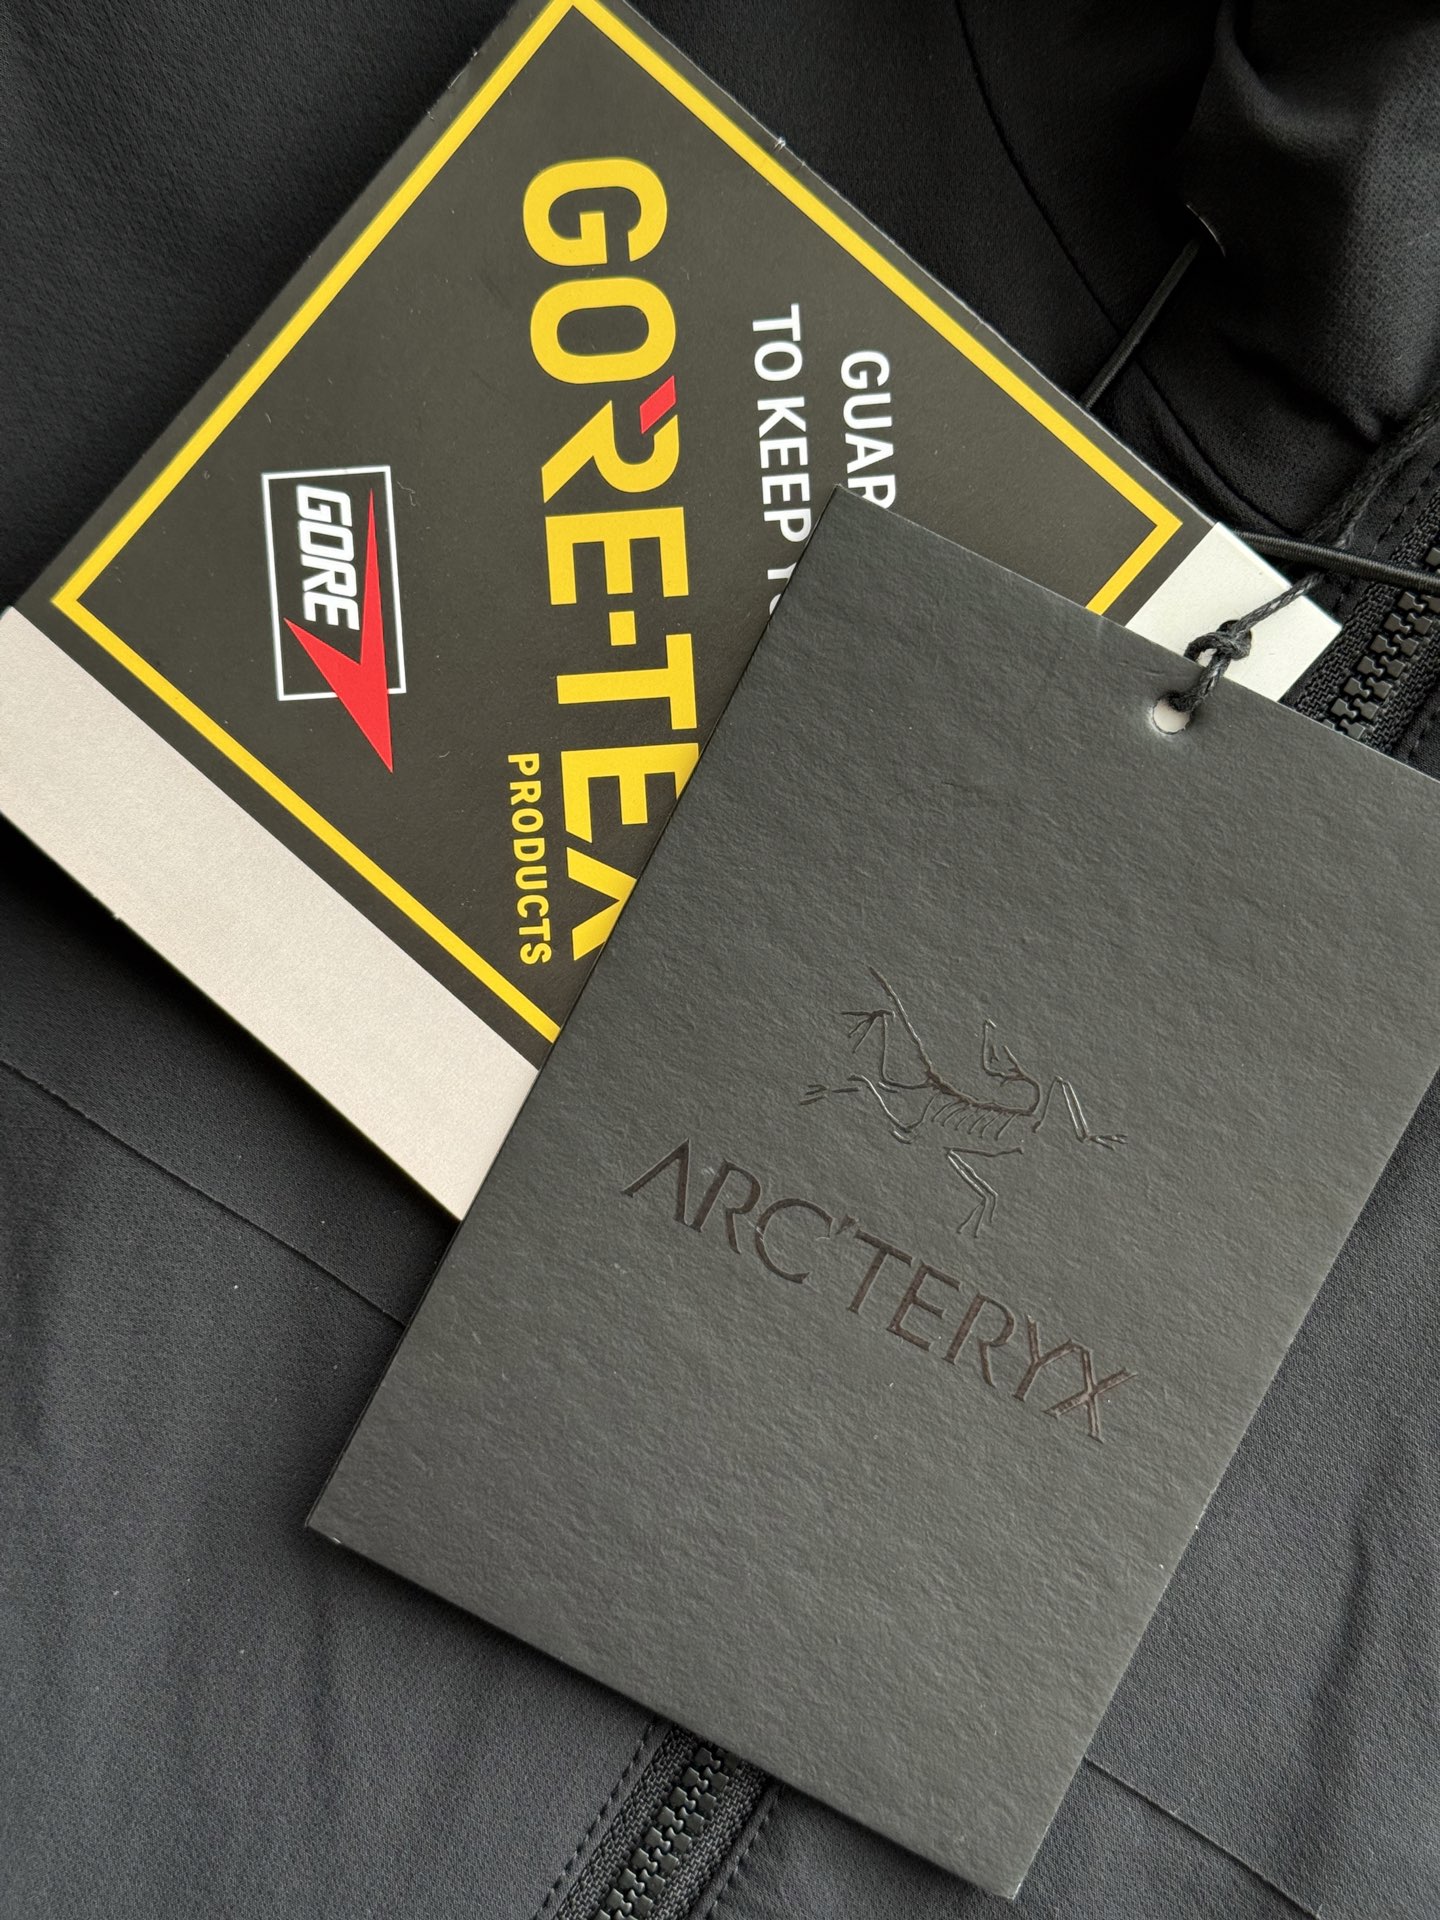 GUAR
TO KEEP
GORE-TEX
PRODUCTS
GORE
ARC'TERYX